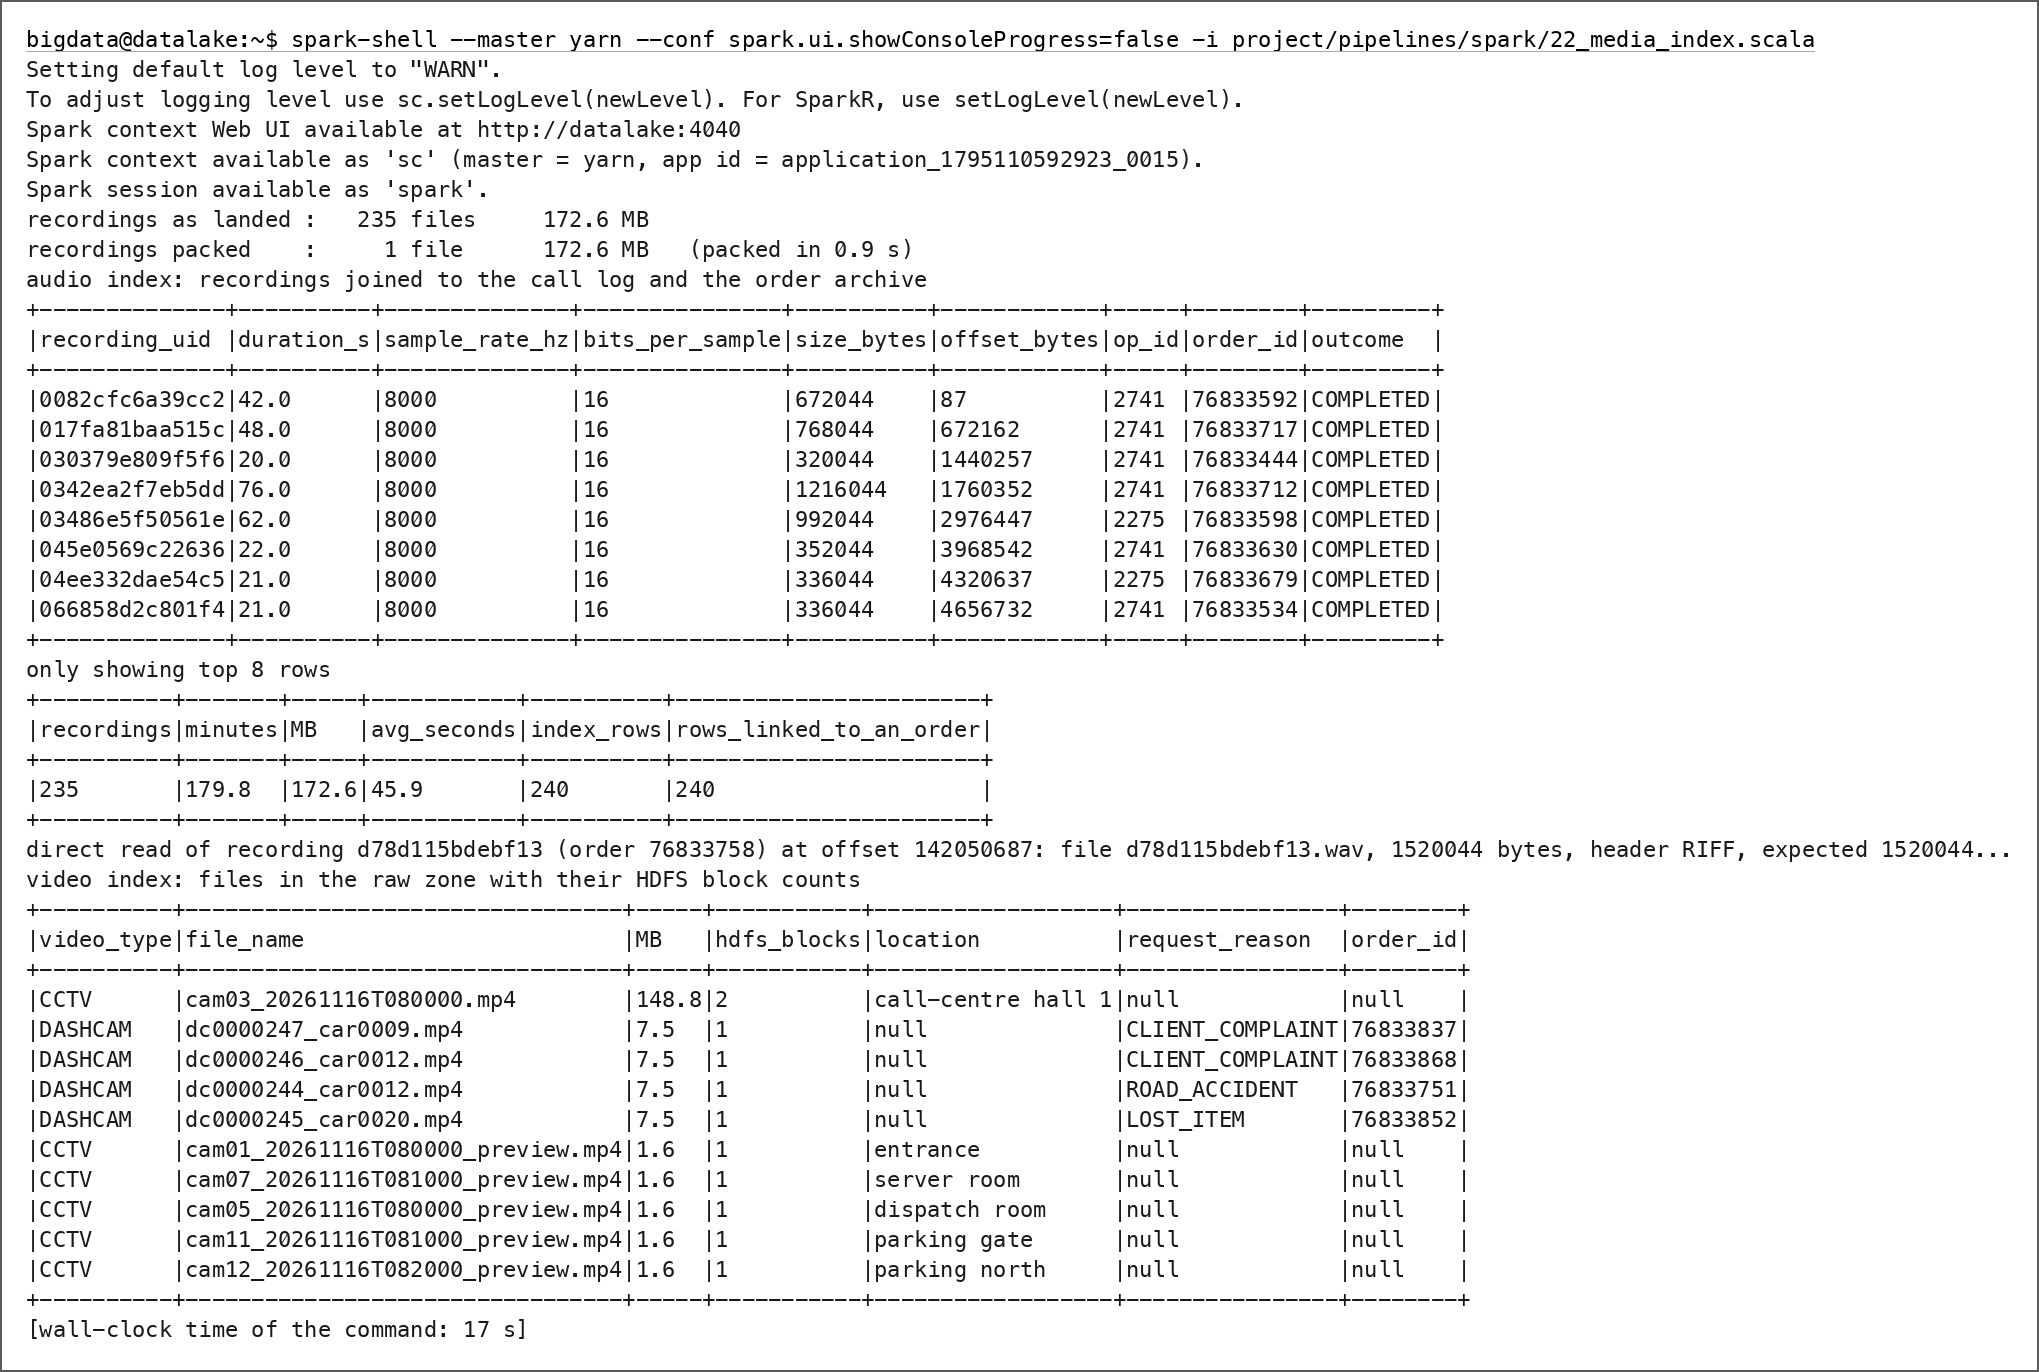 bigdata@datalake:~$ spark-shell --master yarn --conf spark.ui.showConsoleProgress=false -i project/pipelines/spark/22_media_index.scala
Setting default log level to "WARN".
To adjust logging level use sc.setLogLevel(newLevel). For SparkR, use setLogLevel(newLevel).
Spark context Web UI available at http://datalake:4040
Spark context available as 'sc' (master = yarn, app id = application_1795110592923_0015).
Spark session available as 'spark'.
recordings as landed :   235 files     172.6 MB
recordings packed    :     1 file      172.6 MB   (packed in 0.9 s)
audio index: recordings joined to the call log and the order archive
+--------------+----------+--------------+---------------+----------+------------+-----+--------+---------+
|recording_uid |duration_s|sample_rate_hz|bits_per_sample|size_bytes|offset_bytes|op_id|order_id|outcome  |
+--------------+----------+--------------+---------------+----------+------------+-----+--------+---------+
|0082cfc6a39cc2|42.0      |8000          |16             |672044    |87          |2741 |76833592|COMPLETED|
|017fa81baa515c|48.0      |8000          |16             |768044    |672162      |2741 |76833717|COMPLETED|
|030379e809f5f6|20.0      |8000          |16             |320044    |1440257     |2741 |76833444|COMPLETED|
|0342ea2f7eb5dd|76.0      |8000          |16             |1216044   |1760352     |2741 |76833712|COMPLETED|
|03486e5f50561e|62.0      |8000          |16             |992044    |2976447     |2275 |76833598|COMPLETED|
|045e0569c22636|22.0      |8000          |16             |352044    |3968542     |2741 |76833630|COMPLETED|
|04ee332dae54c5|21.0      |8000          |16             |336044    |4320637     |2275 |76833679|COMPLETED|
|066858d2c801f4|21.0      |8000          |16             |336044    |4656732     |2741 |76833534|COMPLETED|
+--------------+----------+--------------+---------------+----------+------------+-----+--------+---------+
only showing top 8 rows
+----------+-------+-----+-----------+----------+-----------------------+
|recordings|minutes|MB   |avg_seconds|index_rows|rows_linked_to_an_order|
+----------+-------+-----+-----------+----------+-----------------------+
|235       |179.8  |172.6|45.9       |240       |240                    |
+----------+-------+-----+-----------+----------+-----------------------+
direct read of recording d78d115bdebf13 (order 76833758) at offset 142050687: file d78d115bdebf13.wav, 1520044 bytes, header RIFF, expected 1520044...
video index: files in the raw zone with their HDFS block counts
+----------+---------------------------------+-----+-----------+------------------+----------------+--------+
|video_type|file_name                        |MB   |hdfs_blocks|location          |request_reason  |order_id|
+----------+---------------------------------+-----+-----------+------------------+----------------+--------+
|CCTV      |cam03_20261116T080000.mp4        |148.8|2          |call-centre hall 1|null            |null    |
|DASHCAM   |dc0000247_car0009.mp4            |7.5  |1          |null              |CLIENT_COMPLAINT|76833837|
|DASHCAM   |dc0000246_car0012.mp4            |7.5  |1          |null              |CLIENT_COMPLAINT|76833868|
|DASHCAM   |dc0000244_car0012.mp4            |7.5  |1          |null              |ROAD_ACCIDENT   |76833751|
|DASHCAM   |dc0000245_car0020.mp4            |7.5  |1          |null              |LOST_ITEM       |76833852|
|CCTV      |cam01_20261116T080000_preview.mp4|1.6  |1          |entrance          |null            |null    |
|CCTV      |cam07_20261116T081000_preview.mp4|1.6  |1          |server room       |null            |null    |
|CCTV      |cam05_20261116T080000_preview.mp4|1.6  |1          |dispatch room     |null            |null    |
|CCTV      |cam11_20261116T081000_preview.mp4|1.6  |1          |parking gate      |null            |null    |
|CCTV      |cam12_20261116T082000_preview.mp4|1.6  |1          |parking north     |null            |null    |
+----------+---------------------------------+-----+-----------+------------------+----------------+--------+
[wall-clock time of the command: 17 s]